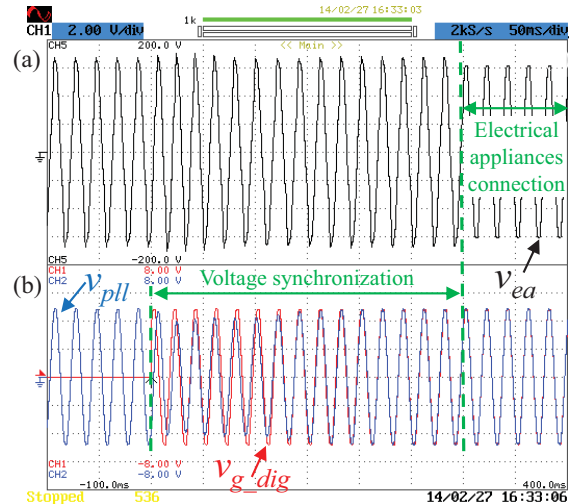 14/02/27 16:33:03
CH1 2.00 V/div 1k 2kS/s 50ms/div
(a) CH5 200.0 V << Main >>
Electrical
appliances
connection
CH5 -200.0 V
v_ea
(b) CH1 8.00 V
CH2 8.00 V
v_pll
Voltage synchronization
v_g_dig
CH1 -8.00 V
CH2 -8.00 V
-100.0ms 400.0ms
Stopped 536 14/02/27 16:33:06